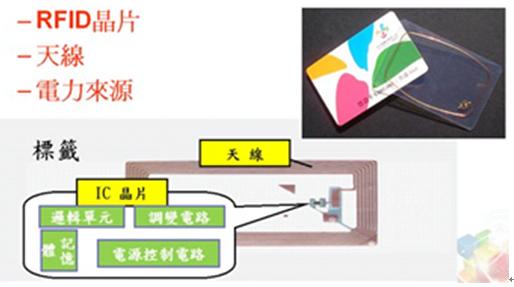 – RFID晶片
– 天線
– 電力來源
標籤
天 線
IC 晶片
邏輯單元
調變電路
記憶體
電源控制電路